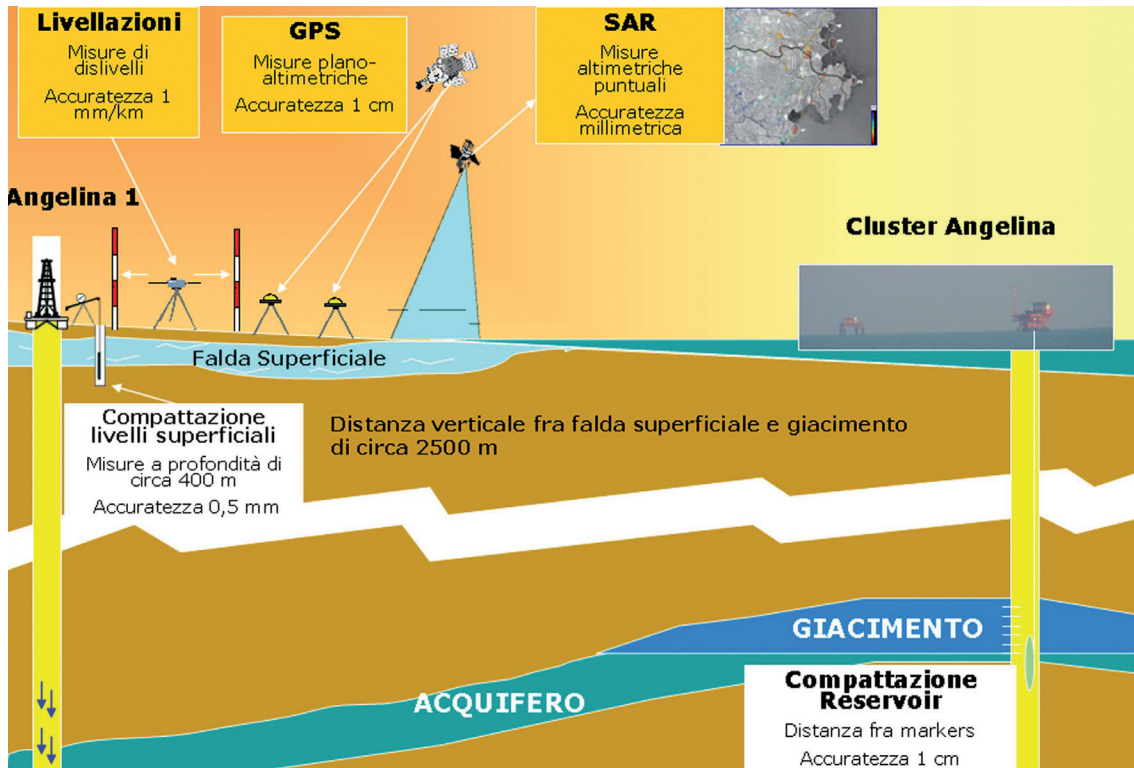 Livellazioni
Misure di
dislivelli
Accuratezza 1
mm/km
GPS
Misure plano-
altimetriche
Accuratezza 1 cm
SAR
Misure
altimetriche
puntuali
Accuratezza
millimetrica
Angelina 1
Cluster Angelina
Falda Superficiale
Compattazione
livelli superficiali
Misure a profondità di
circa 400 m
Accuratezza 0,5 mm
Distanza verticale fra falda superficiale e giacimento
di circa 2500 m
GIACIMENTO
ACQUIFERO
Compattazione
Reservoir
Distanza fra markers
Accuratezza 1 cm